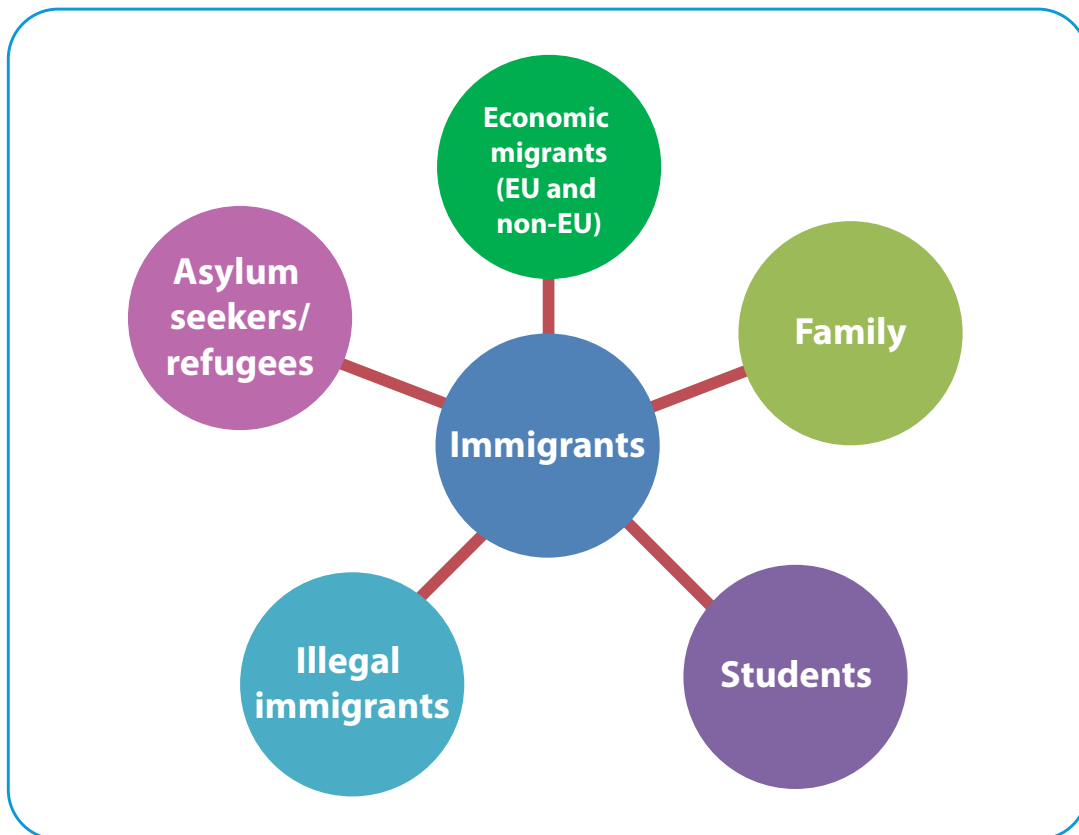 Economic
migrants
(EU and
non-EU)
Asylum
seekers/
refugees
Family
Immigrants
Illegal
immigrants
Students